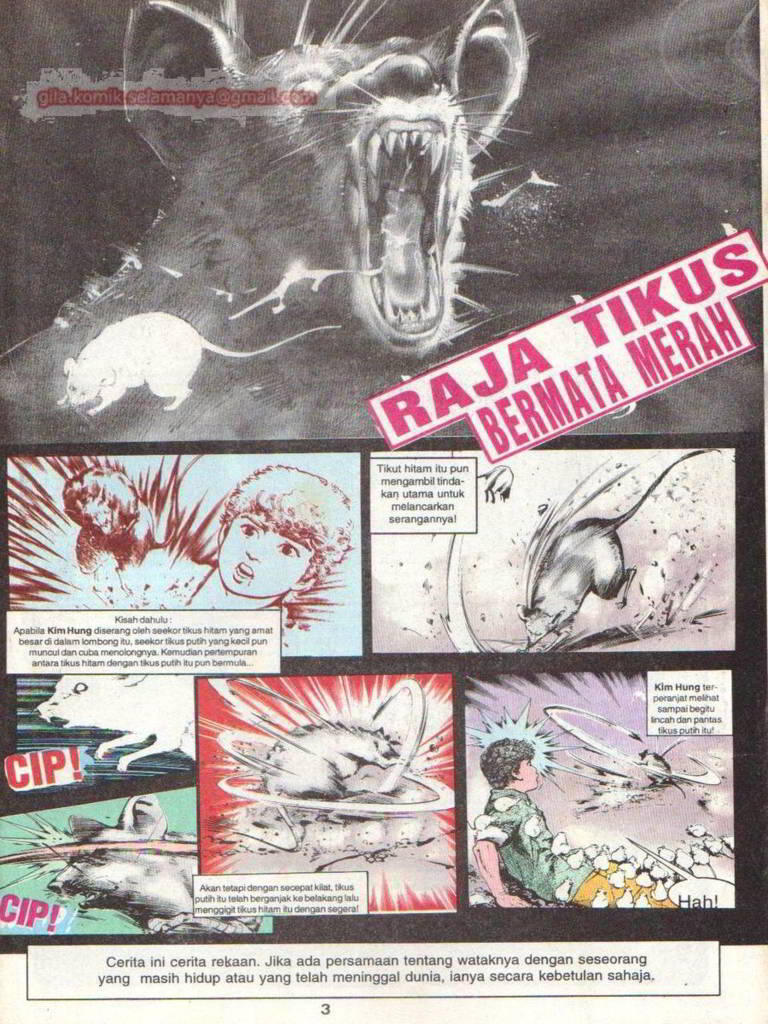 gila.komik.selamanya@gmail.com
RAJA TIKUS
BERMATA MERAH
Kisah dahulu :
Apabila Kim Hung diserang oleh seekor tikus hitam yang amat
besar di dalam lombong itu, seekor tikus putih yang kecil pun
muncul dan cuba menolongnya. Kemudian pertempuran
antara tikus hitam dengan tikus putih itu pun bermula...
Tikut hitam itu pun
mengambil tinda-
kan utama untuk
melancarkan
serangannya!
CIP!
CIP!
Akan tetapi dengan secepat kilat, tikus
putih itu telah berganjak ke belakang lalu
menggigit tikus hitam itu dengan segera!
Kim Hung ter-
peranjat melihat
sampai begitu
lincah dan pantas
tikus putih itu!
Hah!
Cerita ini cerita rekaan. Jika ada persamaan tentang wataknya dengan seseorang
yang masih hidup atau yang telah meninggal dunia, ianya secara kebetulan sahaja.
3